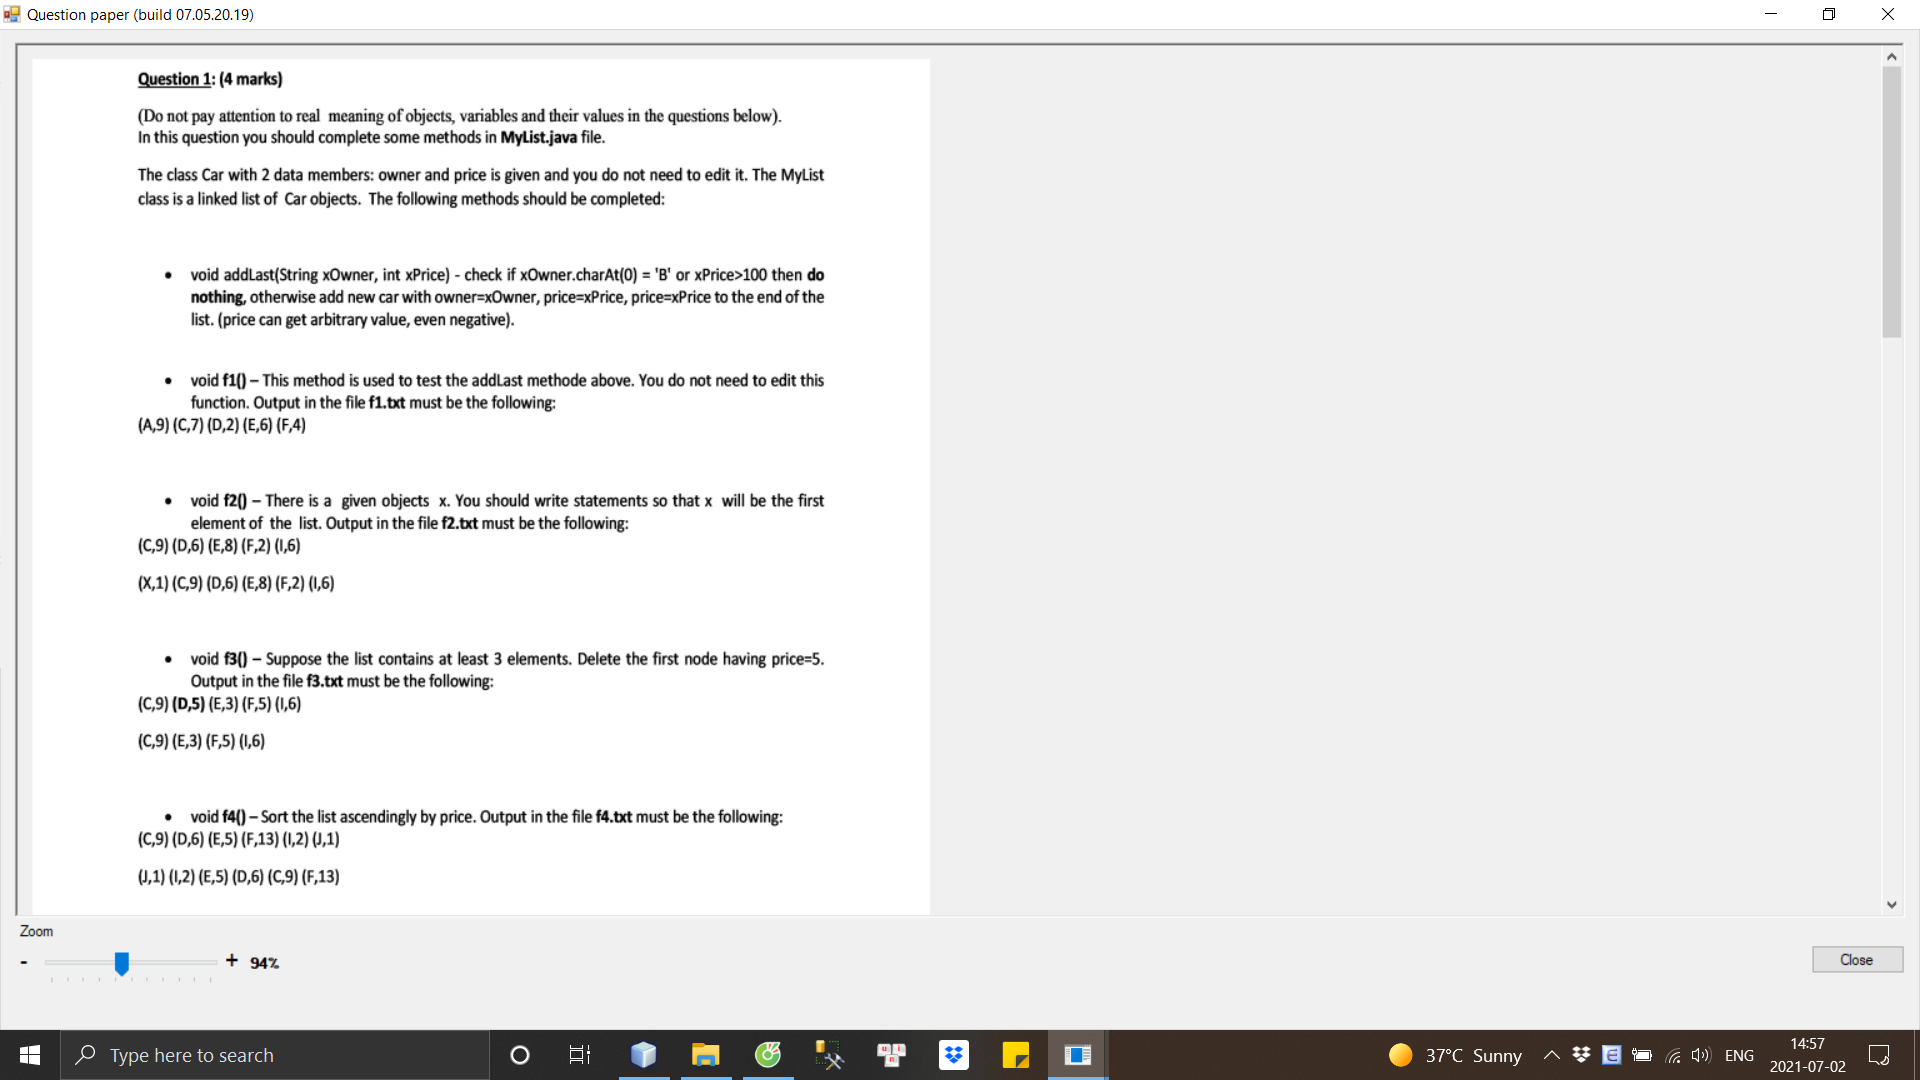 Question paper (build 07.05.20.19)
Question 1: (4 marks)
(Do not pay attention to real meaning of objects, variables and their values in the questions below).
In this question you should complete some methods in MyList.java file.
The class Car with 2 data members: owner and price is given and you do not need to edit it. The MyList
class is a linked list of Car objects. The following methods should be completed:
• void addLast(String xOwner, int xPrice) - check if xOwner.charAt(0) = 'B' or xPrice>100 then do
nothing, otherwise add new car with owner=xOwner, price=xPrice, price=xPrice to the end of the
list. (price can get arbitrary value, even negative).
• void f1() – This method is used to test the addLast methode above. You do not need to edit this
function. Output in the file f1.txt must be the following:
(A,9) (C,7) (D,2) (E,6) (F,4)
• void f2() – There is a given objects x. You should write statements so that x will be the first
element of the list. Output in the file f2.txt must be the following:
(C,9) (D,6) (E,8) (F,2) (I,6)
(X,1) (C,9) (D,6) (E,8) (F,2) (I,6)
• void f3() – Suppose the list contains at least 3 elements. Delete the first node having price=5.
Output in the file f3.txt must be the following:
(C,9) (D,5) (E,3) (F,5) (I,6)
(C,9) (E,3) (F,5) (I,6)
• void f4() – Sort the list ascendingly by price. Output in the file f4.txt must be the following:
(C,9) (D,6) (E,5) (F,13) (I,2) (J,1)
(J,1) (I,2) (E,5) (D,6) (C,9) (F,13)
Zoom
- + 94%
Close
Type here to search
37°C Sunny
ENG
14:57
2021-07-02